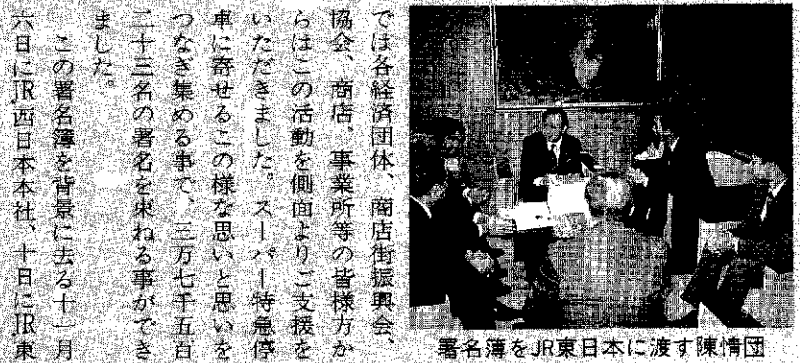 では各経済団体、商店街振興会、
協会、商店、事業所等の皆様方か
らはこの活動を側面よりご支援を
いただきました。スーパー特急停
車に寄せるこの様な思いと思いを
つなぎ集める事で、三万七千五百
三十三名の署名を束ねる事ができ
ました。
この署名簿を背景に去る十一月
六日にJR西日本本社、十日にJR東
署名簿をJR東日本に渡す陳情団